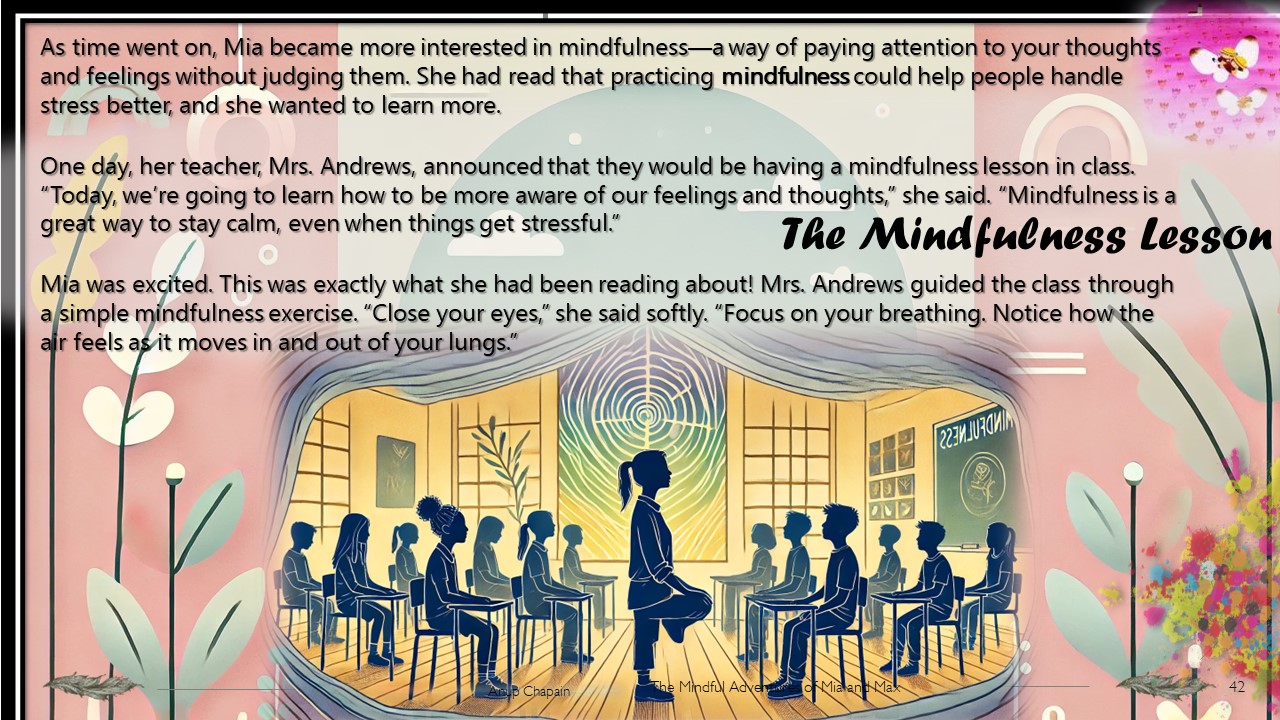 As time went on, Mia became more interested in mindfulness—a way of paying attention to your thoughts
and feelings without judging them. She had read that practicing mindfulness could help people handle
stress better, and she wanted to learn more.
One day, her teacher, Mrs. Andrews, announced that they would be having a mindfulness lesson in class.
“Today, we’re going to learn how to be more aware of our feelings and thoughts,” she said. “Mindfulness is a
great way to stay calm, even when things get stressful.”
The Mindfulness Lesson
Mia was excited. This was exactly what she had been reading about! Mrs. Andrews guided the class through
a simple mindfulness exercise. “Close your eyes,” she said softly. “Focus on your breathing. Notice how the
air feels as it moves in and out of your lungs.”
MINDFULNESS
Anup Chapain
The Mindful Adventures of Mia and Max
42